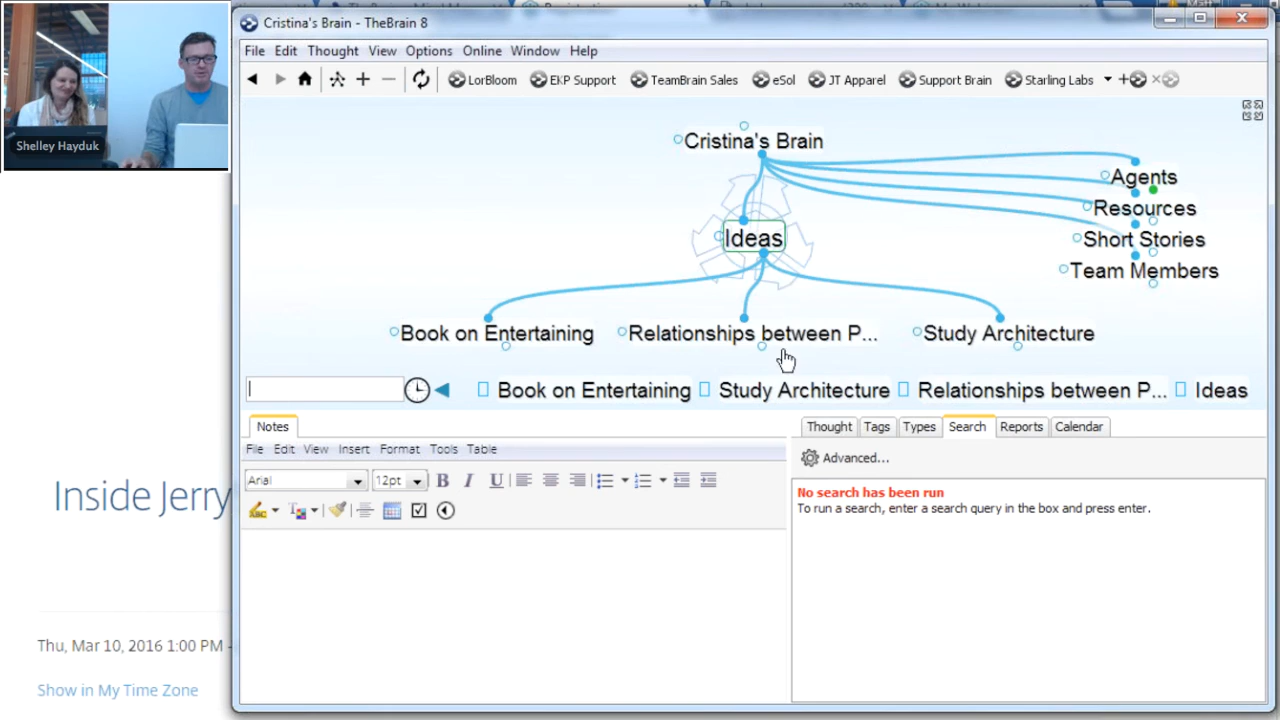 Cristina's Brain - TheBrain 8
File Edit Thought View Options Online Window Help
LorBloom EKP Support TeamBrain Sales eSol JT Apparel Support Brain Starling Labs
Shelley Hayduk
Cristina's Brain
Agents
Resources
Ideas
Short Stories
Team Members
Book on Entertaining Relationships between P... Study Architecture
Book on Entertaining Study Architecture Relationships between P... Ideas
Notes
Thought Tags Types Search Reports Calendar
File Edit View Insert Format Tools Table
Advanced...
Arial 12pt B I U
ABC T
No search has been run
To run a search, enter a search query in the box and press enter.
Inside Jerry
Thu, Mar 10, 2016 1:00 PM -
Show in My Time Zone